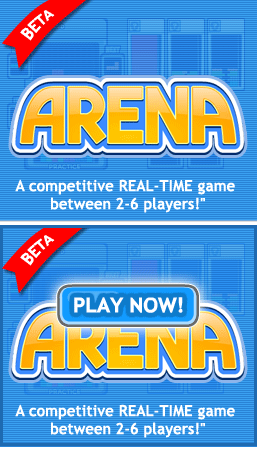 BETA
ARENA
A competitive REAL-TIME game
between 2-6 players!"
BETA
PLAY NOW!
ARENA
A competitive REAL-TIME game
between 2-6 players!"